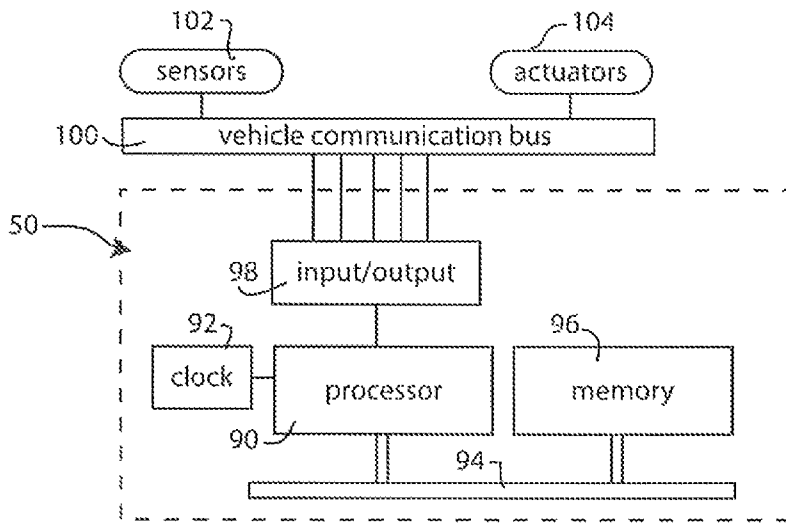 102
104
sensors
actuators
100
vehicle communication bus
50
98
input/output
92
96
clock
processor
memory
90
94